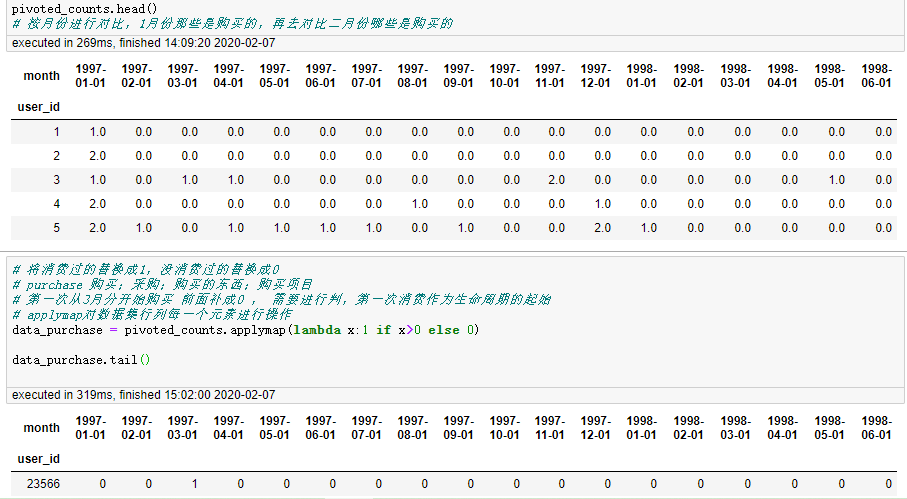 pivoted_counts.head()
# 按月份进行对比，1月份那些是购买的，再去对比二月份哪些是购买的
executed in 269ms, finished 14:09:20 2020-02-07
month 1997-01-01 1997-02-01 1997-03-01 1997-04-01 1997-05-01 1997-06-01 1997-07-01 1997-08-01 1997-09-01 1997-10-01 1997-11-01 1997-12-01 1998-01-01 1998-02-01 1998-03-01 1998-04-01 1998-05-01 1998-06-01
user_id
1 1.0 0.0 0.0 0.0 0.0 0.0 0.0 0.0 0.0 0.0 0.0 0.0 0.0 0.0 0.0 0.0 0.0 0.0
2 2.0 0.0 0.0 0.0 0.0 0.0 0.0 0.0 0.0 0.0 0.0 0.0 0.0 0.0 0.0 0.0 0.0 0.0
3 1.0 0.0 1.0 1.0 0.0 0.0 0.0 0.0 0.0 0.0 2.0 0.0 0.0 0.0 0.0 0.0 1.0 0.0
4 2.0 0.0 0.0 0.0 0.0 0.0 0.0 1.0 0.0 0.0 0.0 1.0 0.0 0.0 0.0 0.0 0.0 0.0
5 2.0 1.0 0.0 1.0 1.0 1.0 1.0 0.0 1.0 0.0 0.0 2.0 1.0 0.0 0.0 0.0 0.0 0.0
# 将消费过的替换成1，没消费过的替换成0
# purchase 购买；采购；购买的东西；购买项目
# 第一次从3月分开始购买 前面补成0 ， 需要进行判，第一次消费作为生命周期的起始
# applymap对数据集行列每一个元素进行操作
data_purchase = pivoted_counts.applymap(lambda x:1 if x>0 else 0)
data_purchase.tail()
executed in 319ms, finished 15:02:00 2020-02-07
month 1997-01-01 1997-02-01 1997-03-01 1997-04-01 1997-05-01 1997-06-01 1997-07-01 1997-08-01 1997-09-01 1997-10-01 1997-11-01 1997-12-01 1998-01-01 1998-02-01 1998-03-01 1998-04-01 1998-05-01 1998-06-01
user_id
23566 0 0 1 0 0 0 0 0 0 0 0 0 0 0 0 0 0 0